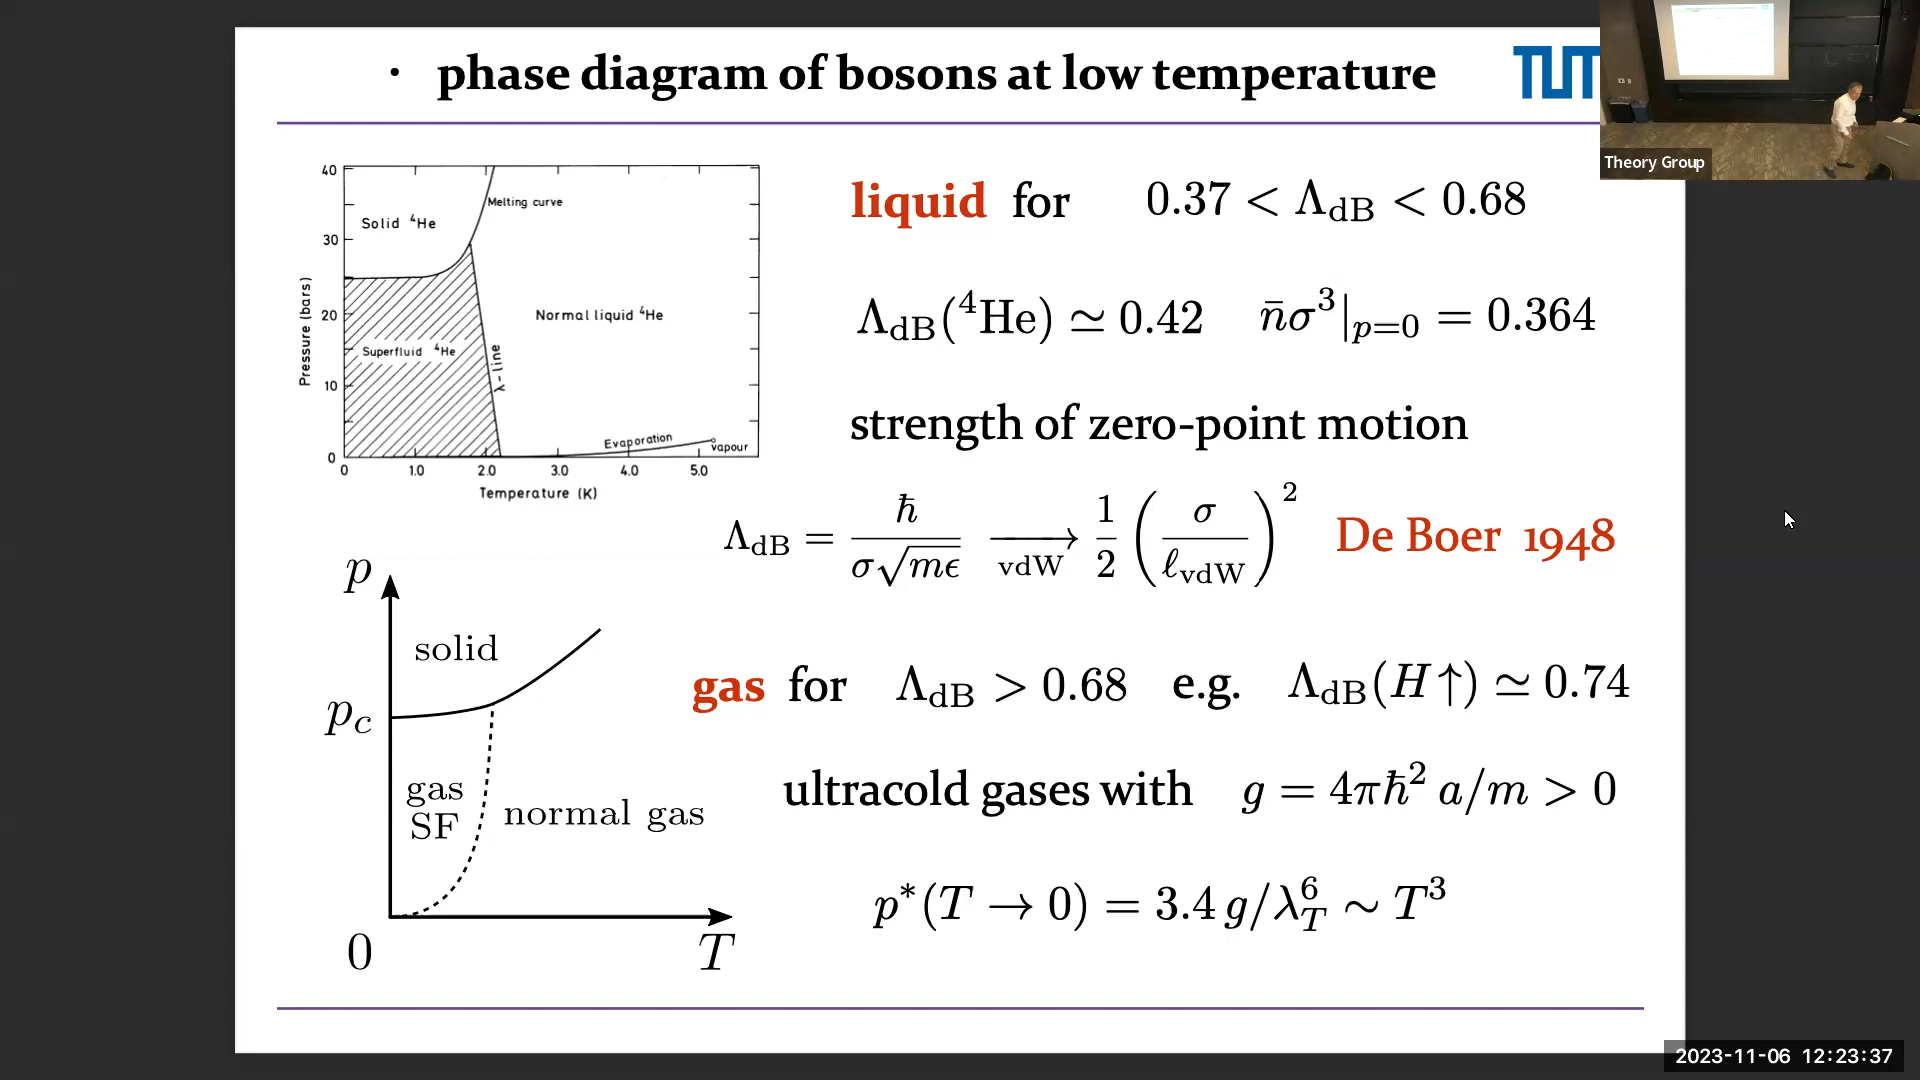 • phase diagram of bosons at low temperature
TUT
Theory Group
40
30
20
10
0
Pressure (bars)
Solid ⁴He
Melting curve
Normal liquid ⁴He
Superfluid ⁴He
λ-line
Evaporation
vapour
0 1.0 2.0 3.0 4.0 5.0
Temperature (K)
liquid for 0.37 < Λ_dB < 0.68
Λ_dB(⁴He) ≃ 0.42 n̄σ³|_{p=0} = 0.364
strength of zero-point motion
Λ_dB = ħ/(σ√(mϵ)) ⟶_vdW 1/2 (σ/ℓ_vdW)² De Boer 1948
p
solid
p_c
gas
SF
normal gas
0
T
gas for Λ_dB > 0.68 e.g. Λ_dB(H↑) ≃ 0.74
ultracold gases with g = 4πħ² a/m > 0
p*(T → 0) = 3.4 g/λ_T⁶ ∼ T³
2023-11-06 12:23:37